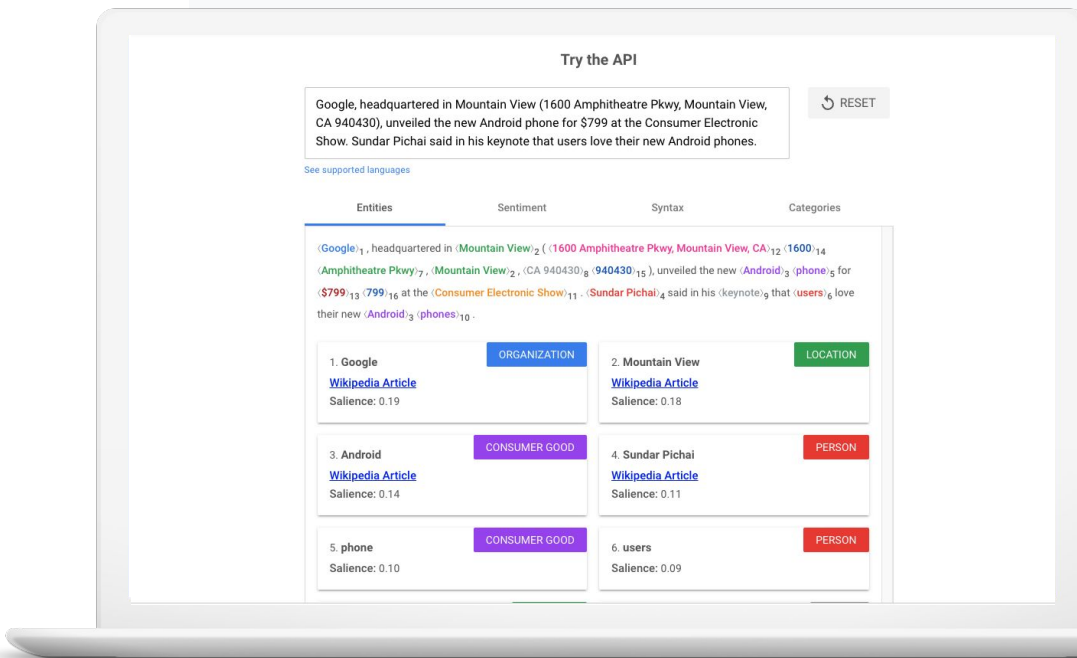 Try the API
Google, headquartered in Mountain View (1600 Amphitheatre Pkwy, Mountain View,
CA 940430), unveiled the new Android phone for $799 at the Consumer Electronic
Show. Sundar Pichai said in his keynote that users love their new Android phones.
RESET
See supported languages
Entities Sentiment Syntax Categories
⟨Google⟩1 , headquartered in ⟨Mountain View⟩2 ( ⟨1600 Amphitheatre Pkwy, Mountain View, CA⟩12 ⟨1600⟩14
⟨Amphitheatre Pkwy⟩7 , ⟨Mountain View⟩2 , ⟨CA 940430⟩8 ⟨940430⟩15 ), unveiled the new ⟨Android⟩3 ⟨phone⟩5 for
⟨$799⟩13 ⟨799⟩16 at the ⟨Consumer Electronic Show⟩11 . ⟨Sundar Pichai⟩4 said in his ⟨keynote⟩9 that ⟨users⟩6 love
their new ⟨Android⟩3 ⟨phones⟩10 .
1. Google ORGANIZATION
Wikipedia Article
Salience: 0.19
2. Mountain View LOCATION
Wikipedia Article
Salience: 0.18
3. Android CONSUMER GOOD
Wikipedia Article
Salience: 0.14
4. Sundar Pichai PERSON
Wikipedia Article
Salience: 0.11
5. phone CONSUMER GOOD
Salience: 0.10
6. users PERSON
Salience: 0.09